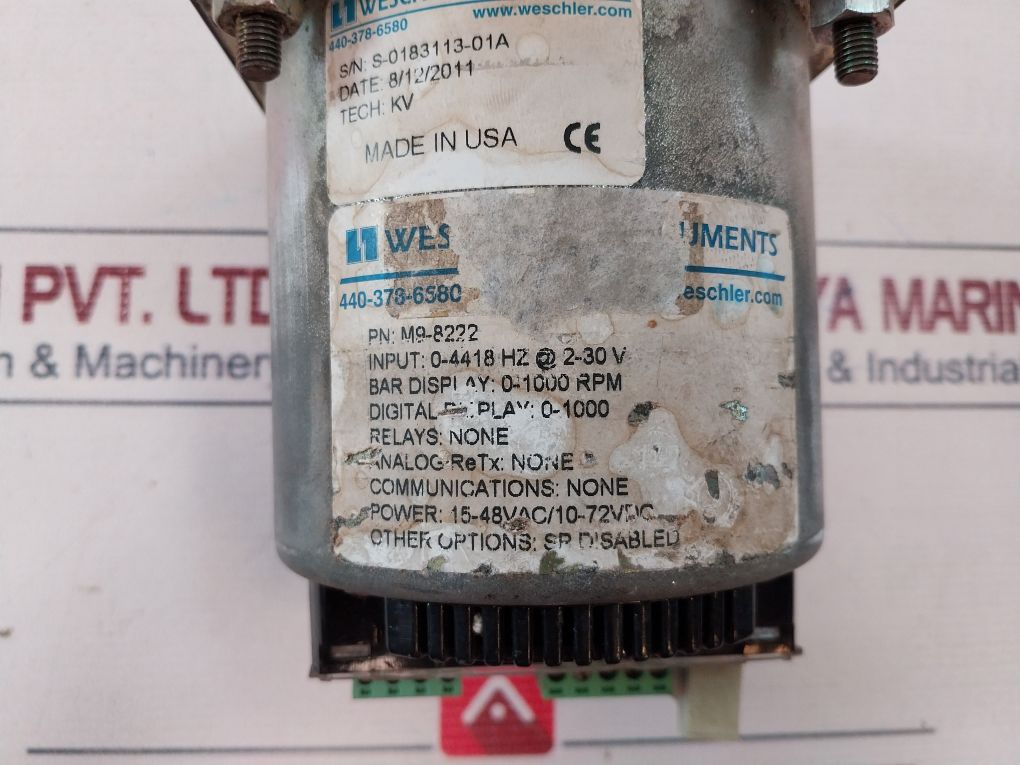 WESCH
440-378-6580 www.weschler.com
S/N: S-0183113-01A
DATE: 8/12/2011
TECH: KV
MADE IN USA CE
WES UMENTS
440-378-6580 eschler.com
PVT. LTD YA MARIN
& Machiner & Industria
PN: M9-8222
INPUT: 0-4418 HZ @ 2-30 V
BAR DISPLAY: 0-1000 RPM
DIGITAL DISPLAY: 0-1000
RELAYS: NONE
ANALOG ReTx: NONE
COMMUNICATIONS: NONE
POWER: 15-48VAC/10-72VDC
OTHER OPTIONS: SP DISABLED